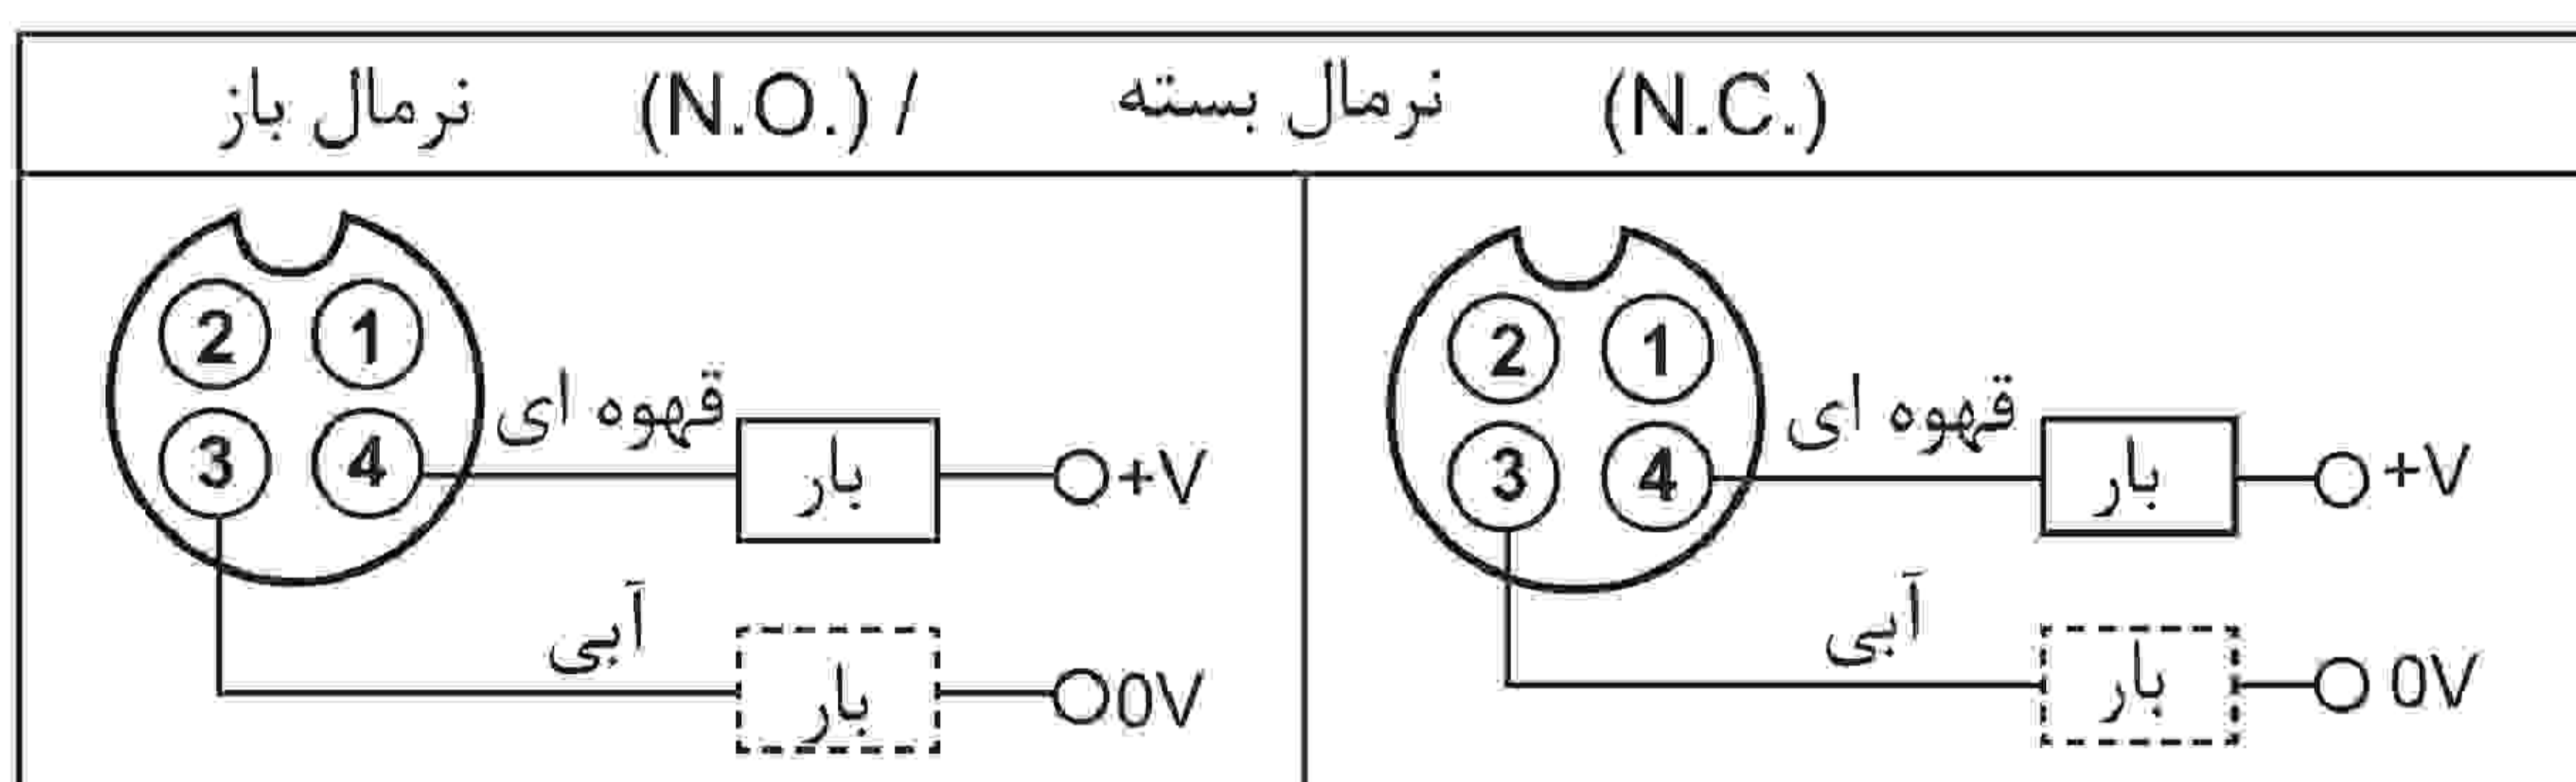 نرمال باز (N.O.) / نرمال بسته (N.C.)
2 1
قهوه ای
3 4
بار
+V
آبی
بار
0V
2 1
قهوه ای
3 4
بار
+V
آبی
بار
0V